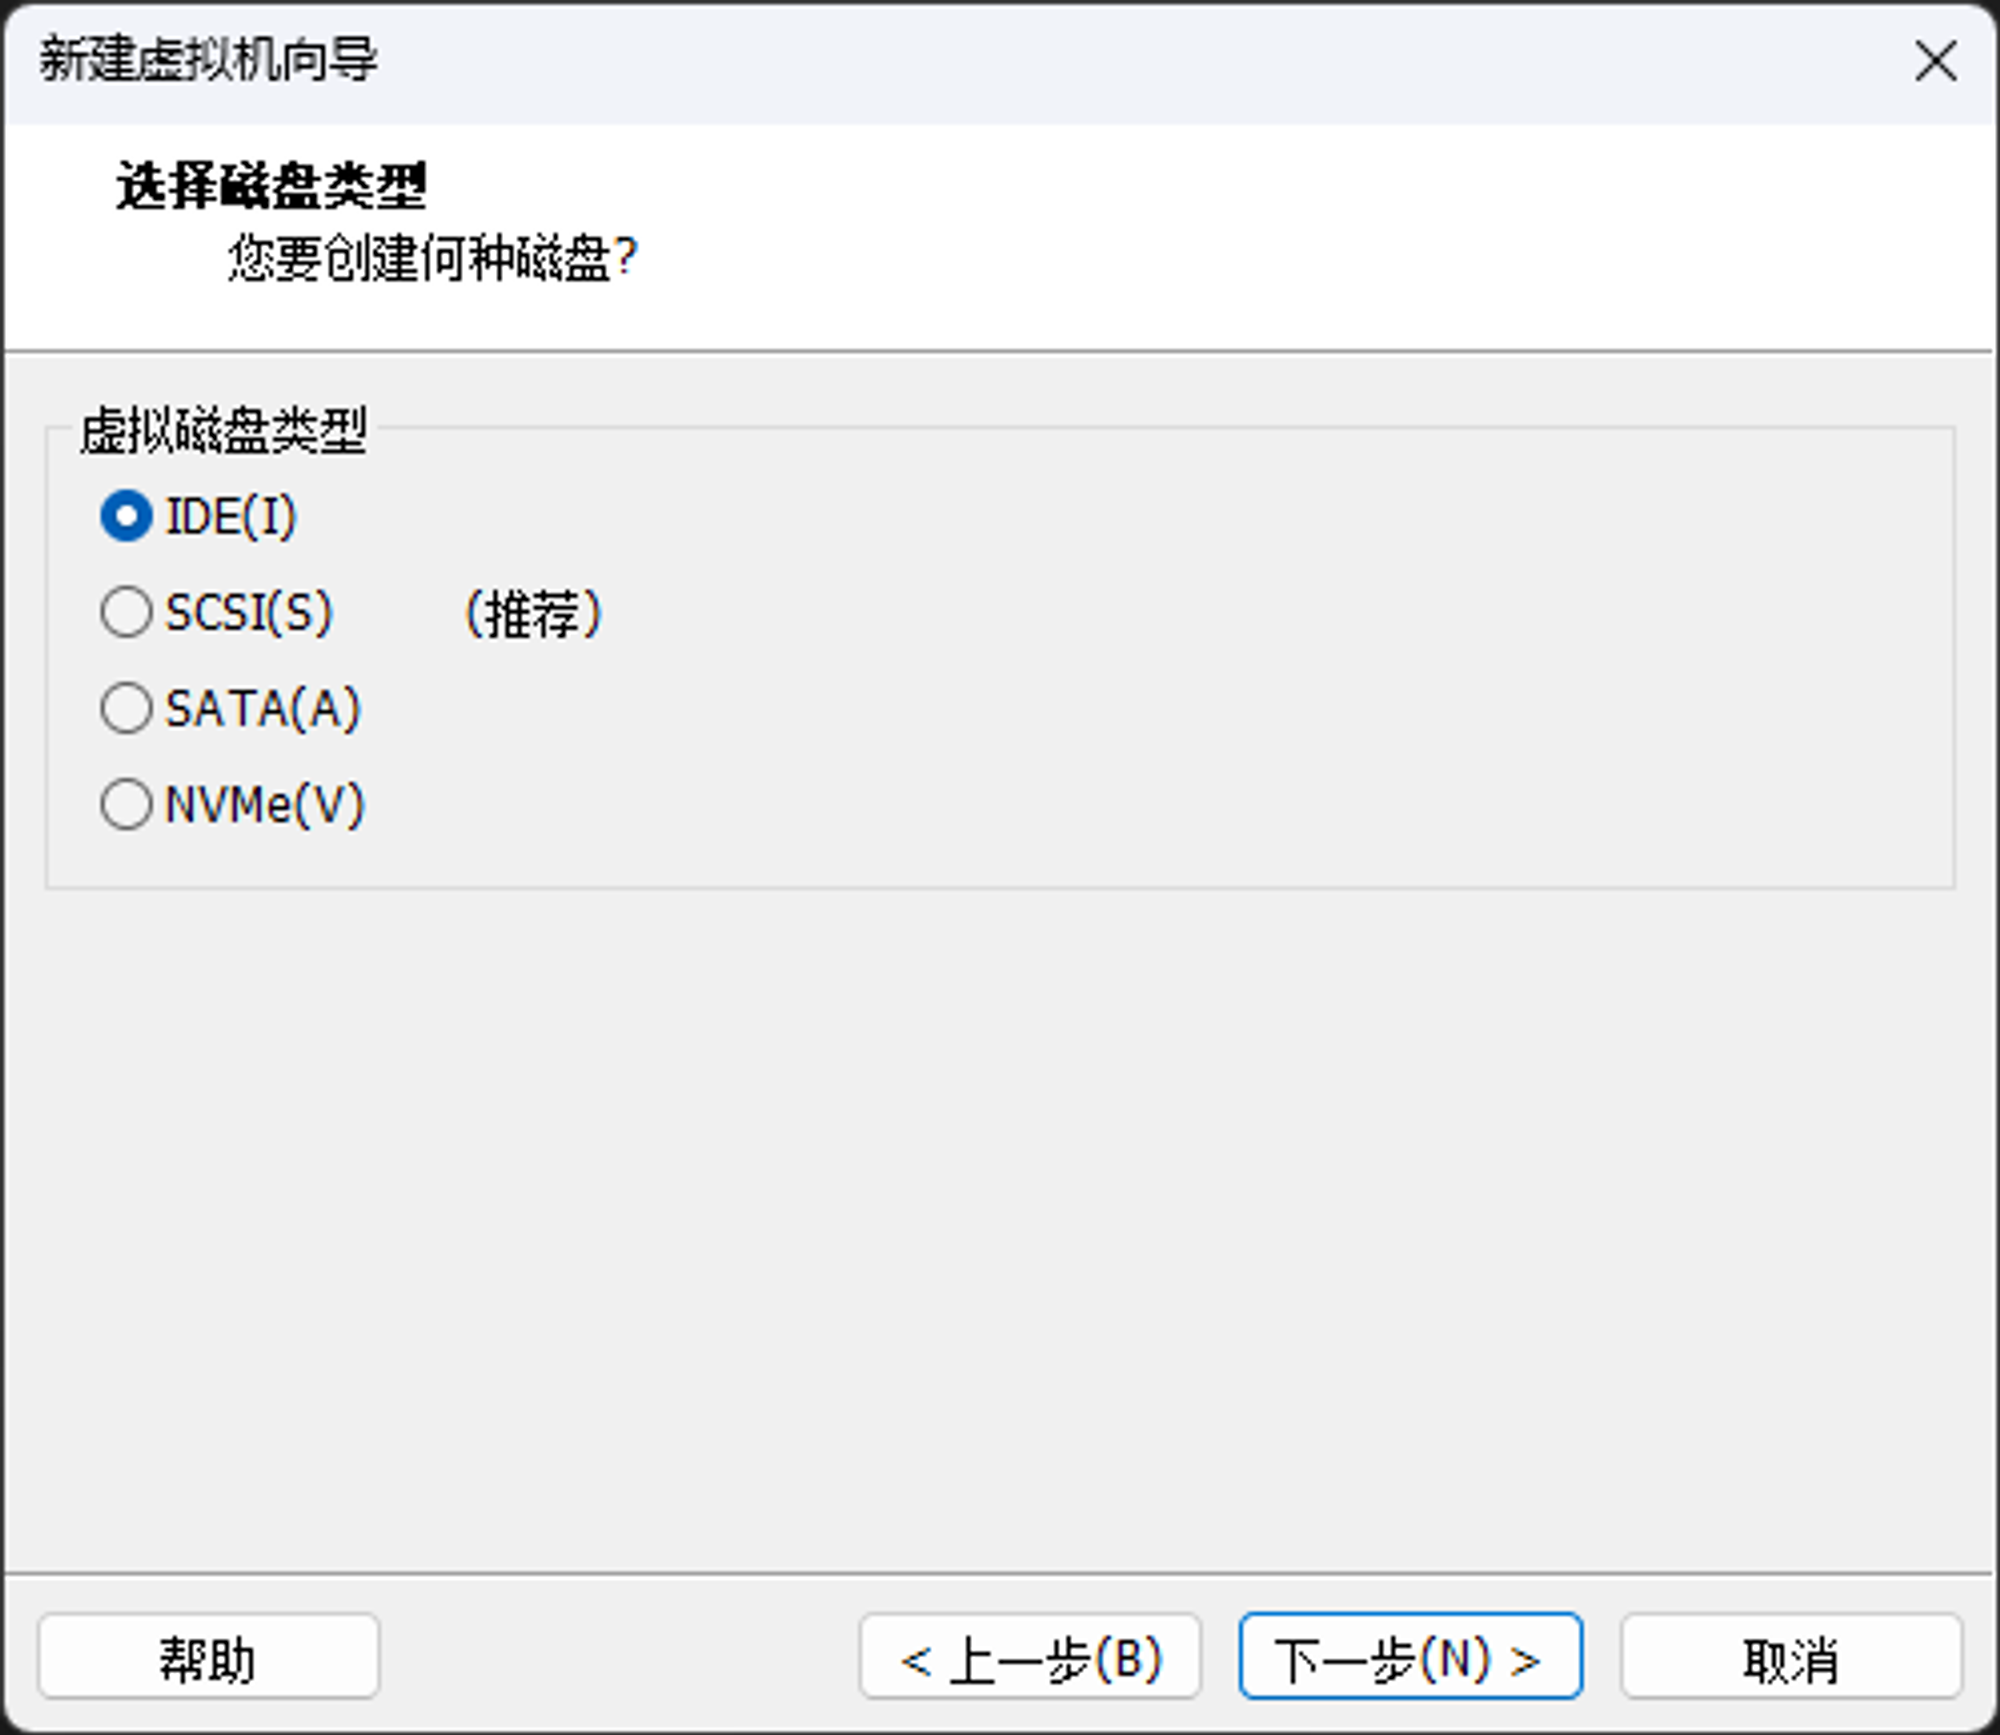 新建虚拟机向导
选择磁盘类型
您要创建何种磁盘?
虚拟磁盘类型
IDE(I)
SCSI(S) (推荐)
SATA(A)
NVMe(V)
帮助 < 上一步(B) 下一步(N) > 取消